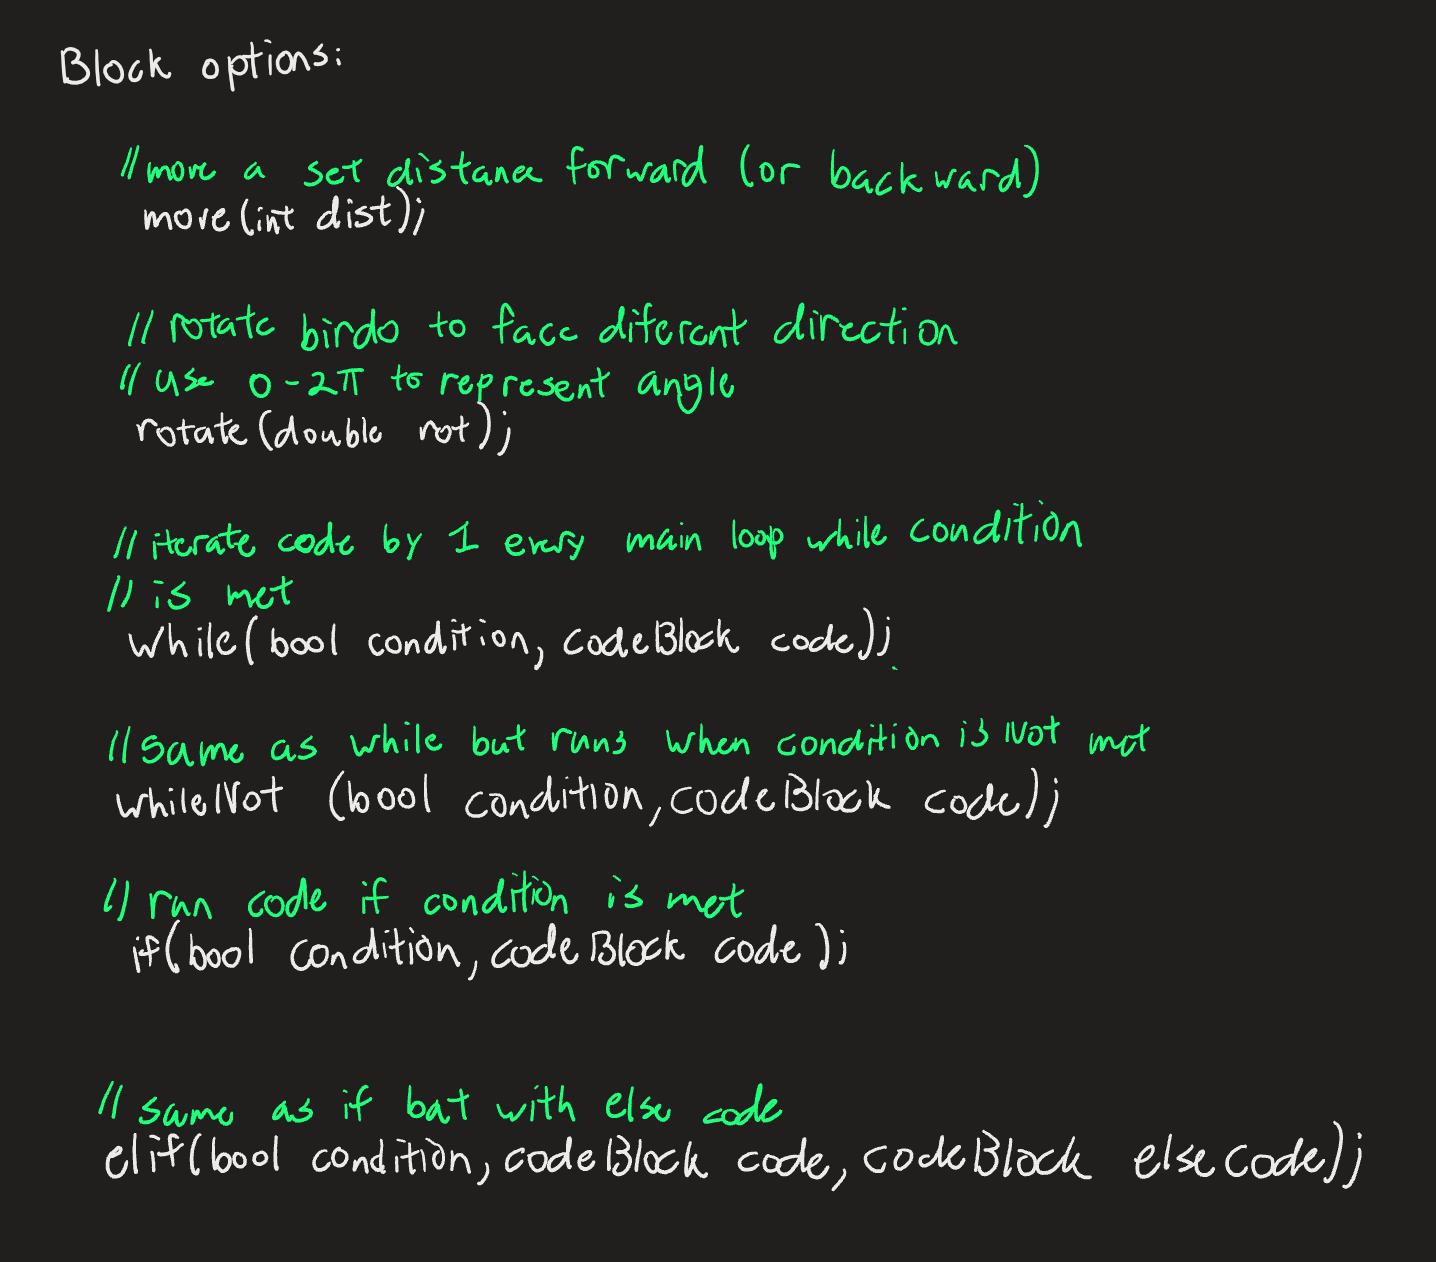 Block options:
//move a set distance forward (or backward)
move(int dist);
// rotate birdo to face diferent direction
// use 0-2π to represent angle
rotate(double rot);
// iterate code by 1 every main loop while condition
// is met
while(bool condition, codeBlock code);
//same as while but runs when condition is Not met
whileNot (bool condition, codeBlock code);
// run code if condition is met
if(bool condition, codeBlock code);
// same as if but with else code
elif(bool condition, codeBlock code, codeBlock elsecode);